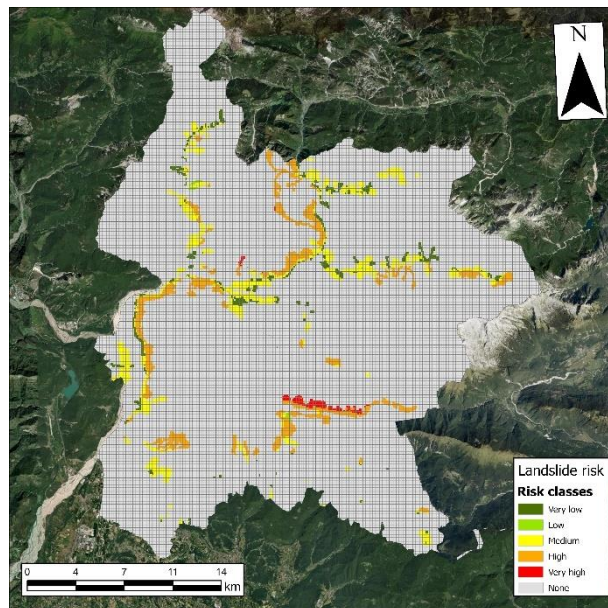 N
Landslide risk
Risk classes
Very low
Low
Medium
High
Very high
None
0 4 7 11 14
km